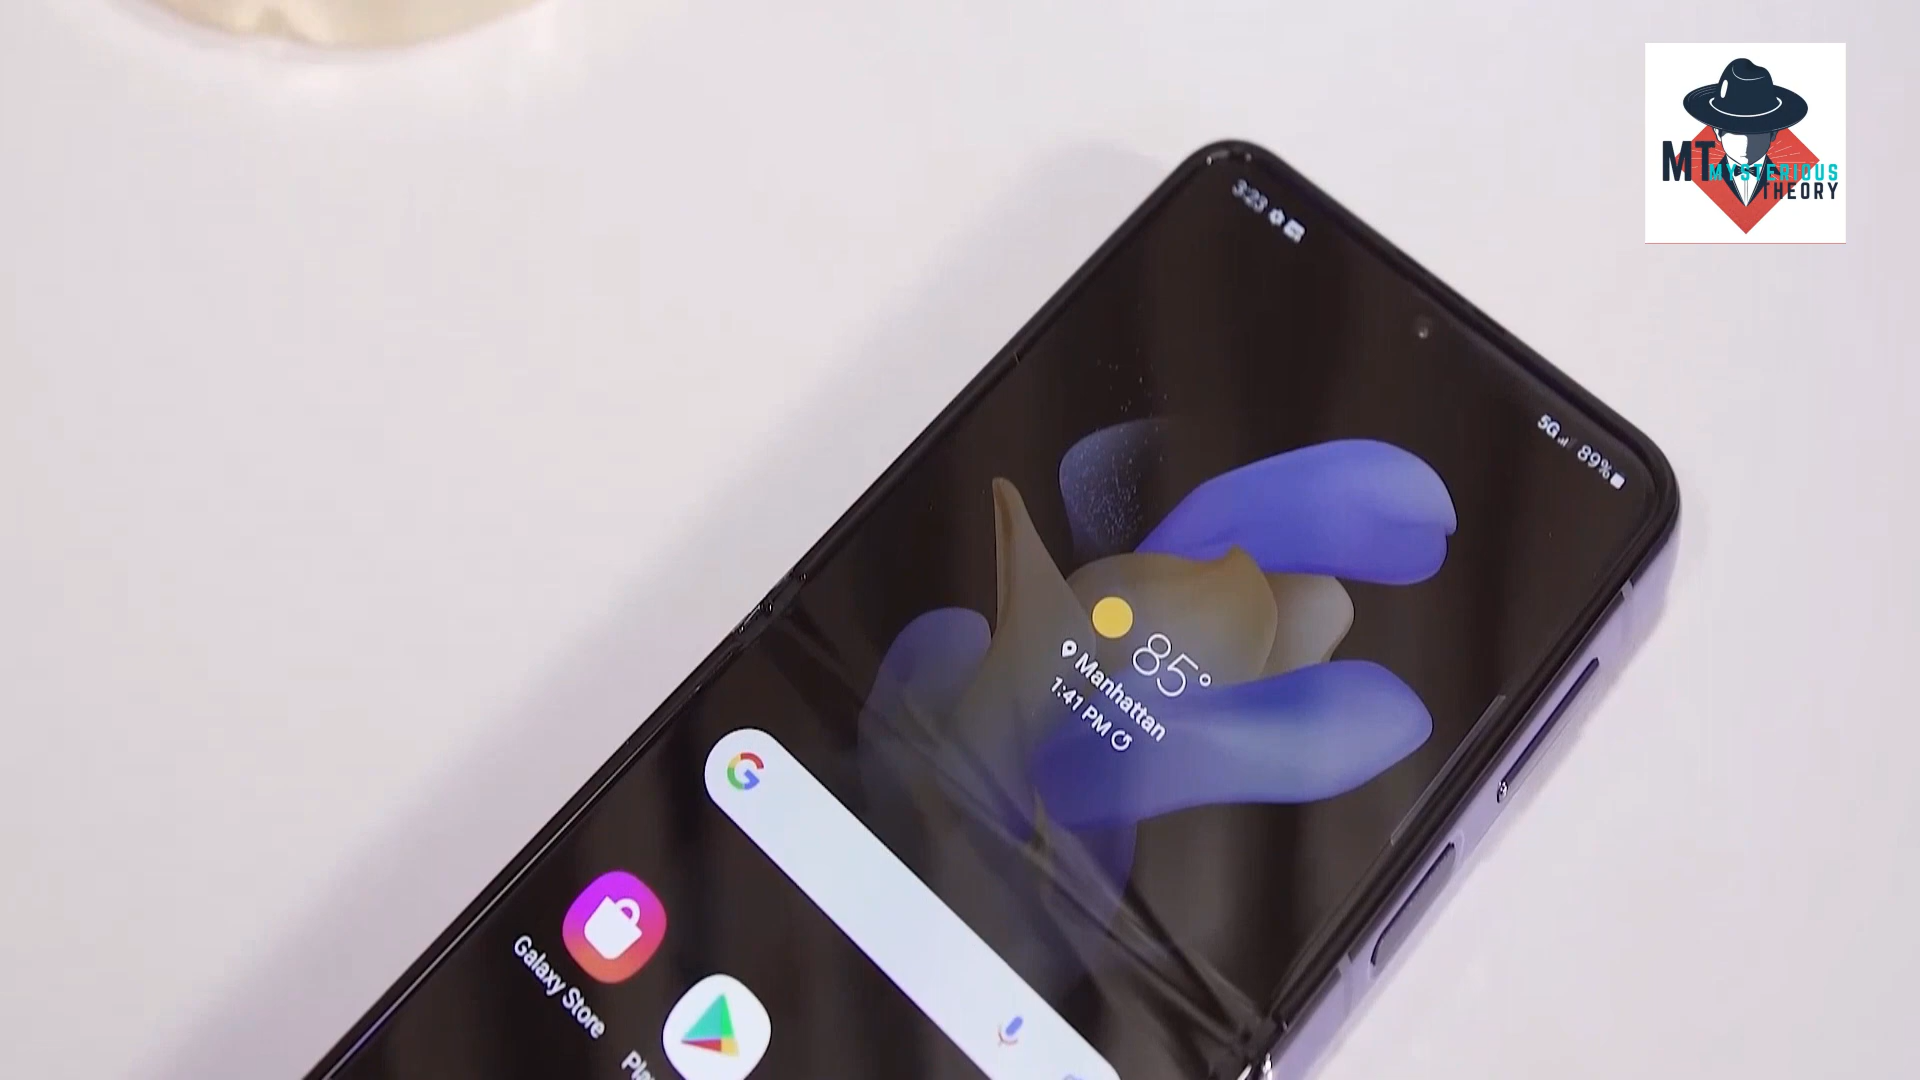 MT
MYSTERIOUS
THEORY
3:23
5G 89%
85°
Manhattan
1:41 PM
G
Galaxy Store